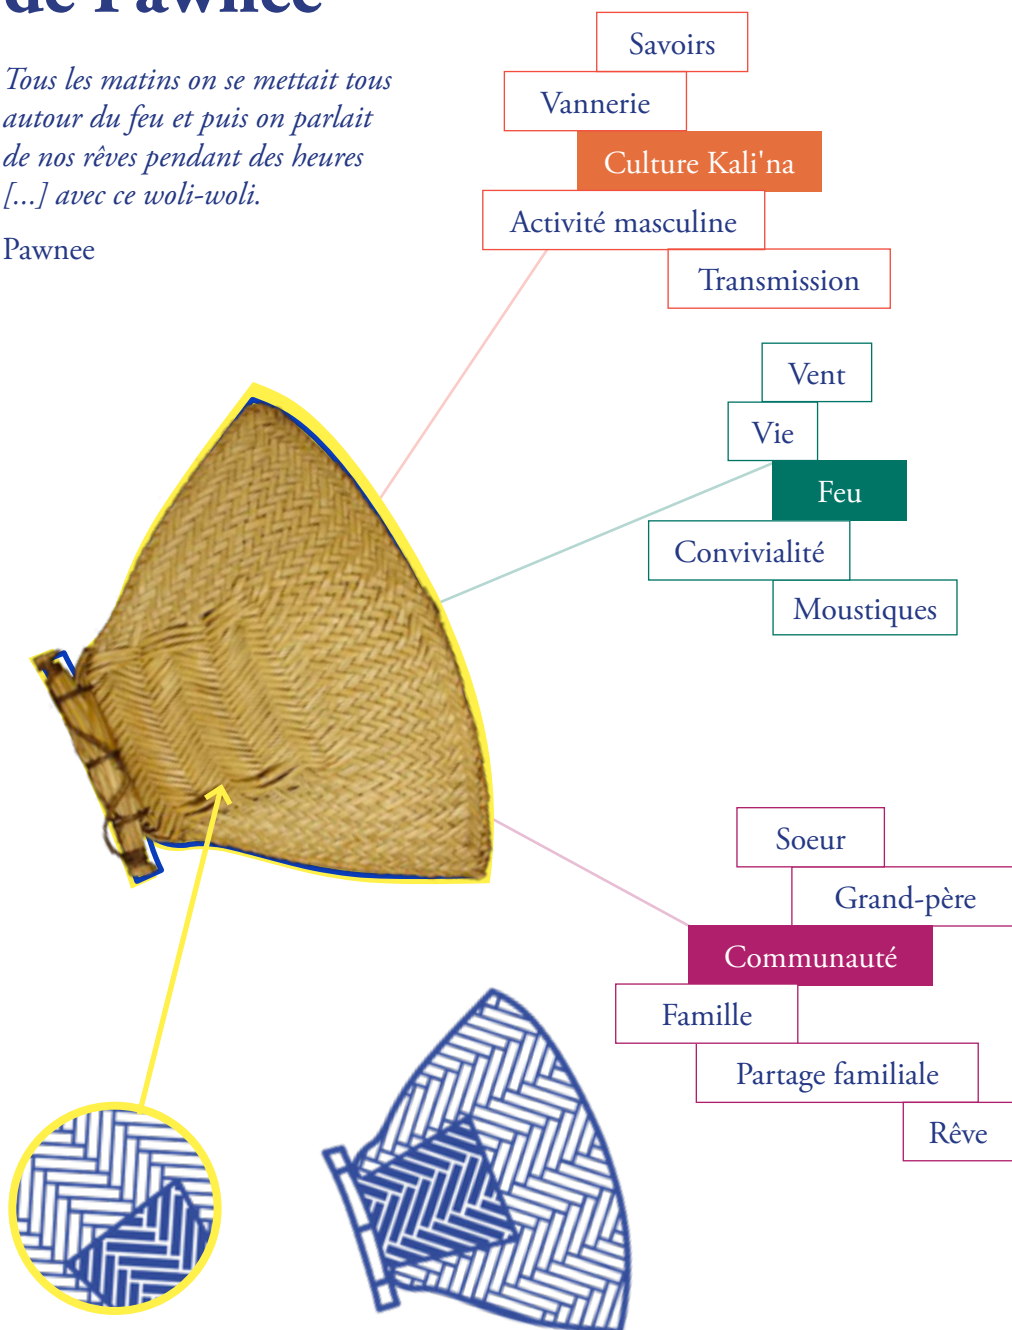 de Pawnee
Tous les matins on se mettait tous
autour du feu et puis on parlait
de nos rêves pendant des heures
[...] avec ce woli-woli.
Pawnee
Savoirs
Vannerie
Culture Kali'na
Activité masculine
Transmission
Vent
Vie
Feu
Convivialité
Moustiques
Soeur
Grand-père
Communauté
Famille
Partage familiale
Rêve